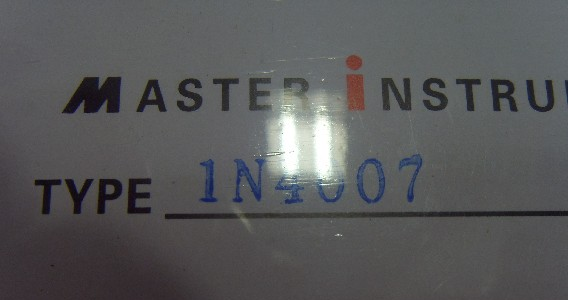 MASTER iNSTRU
TYPE 1N4007